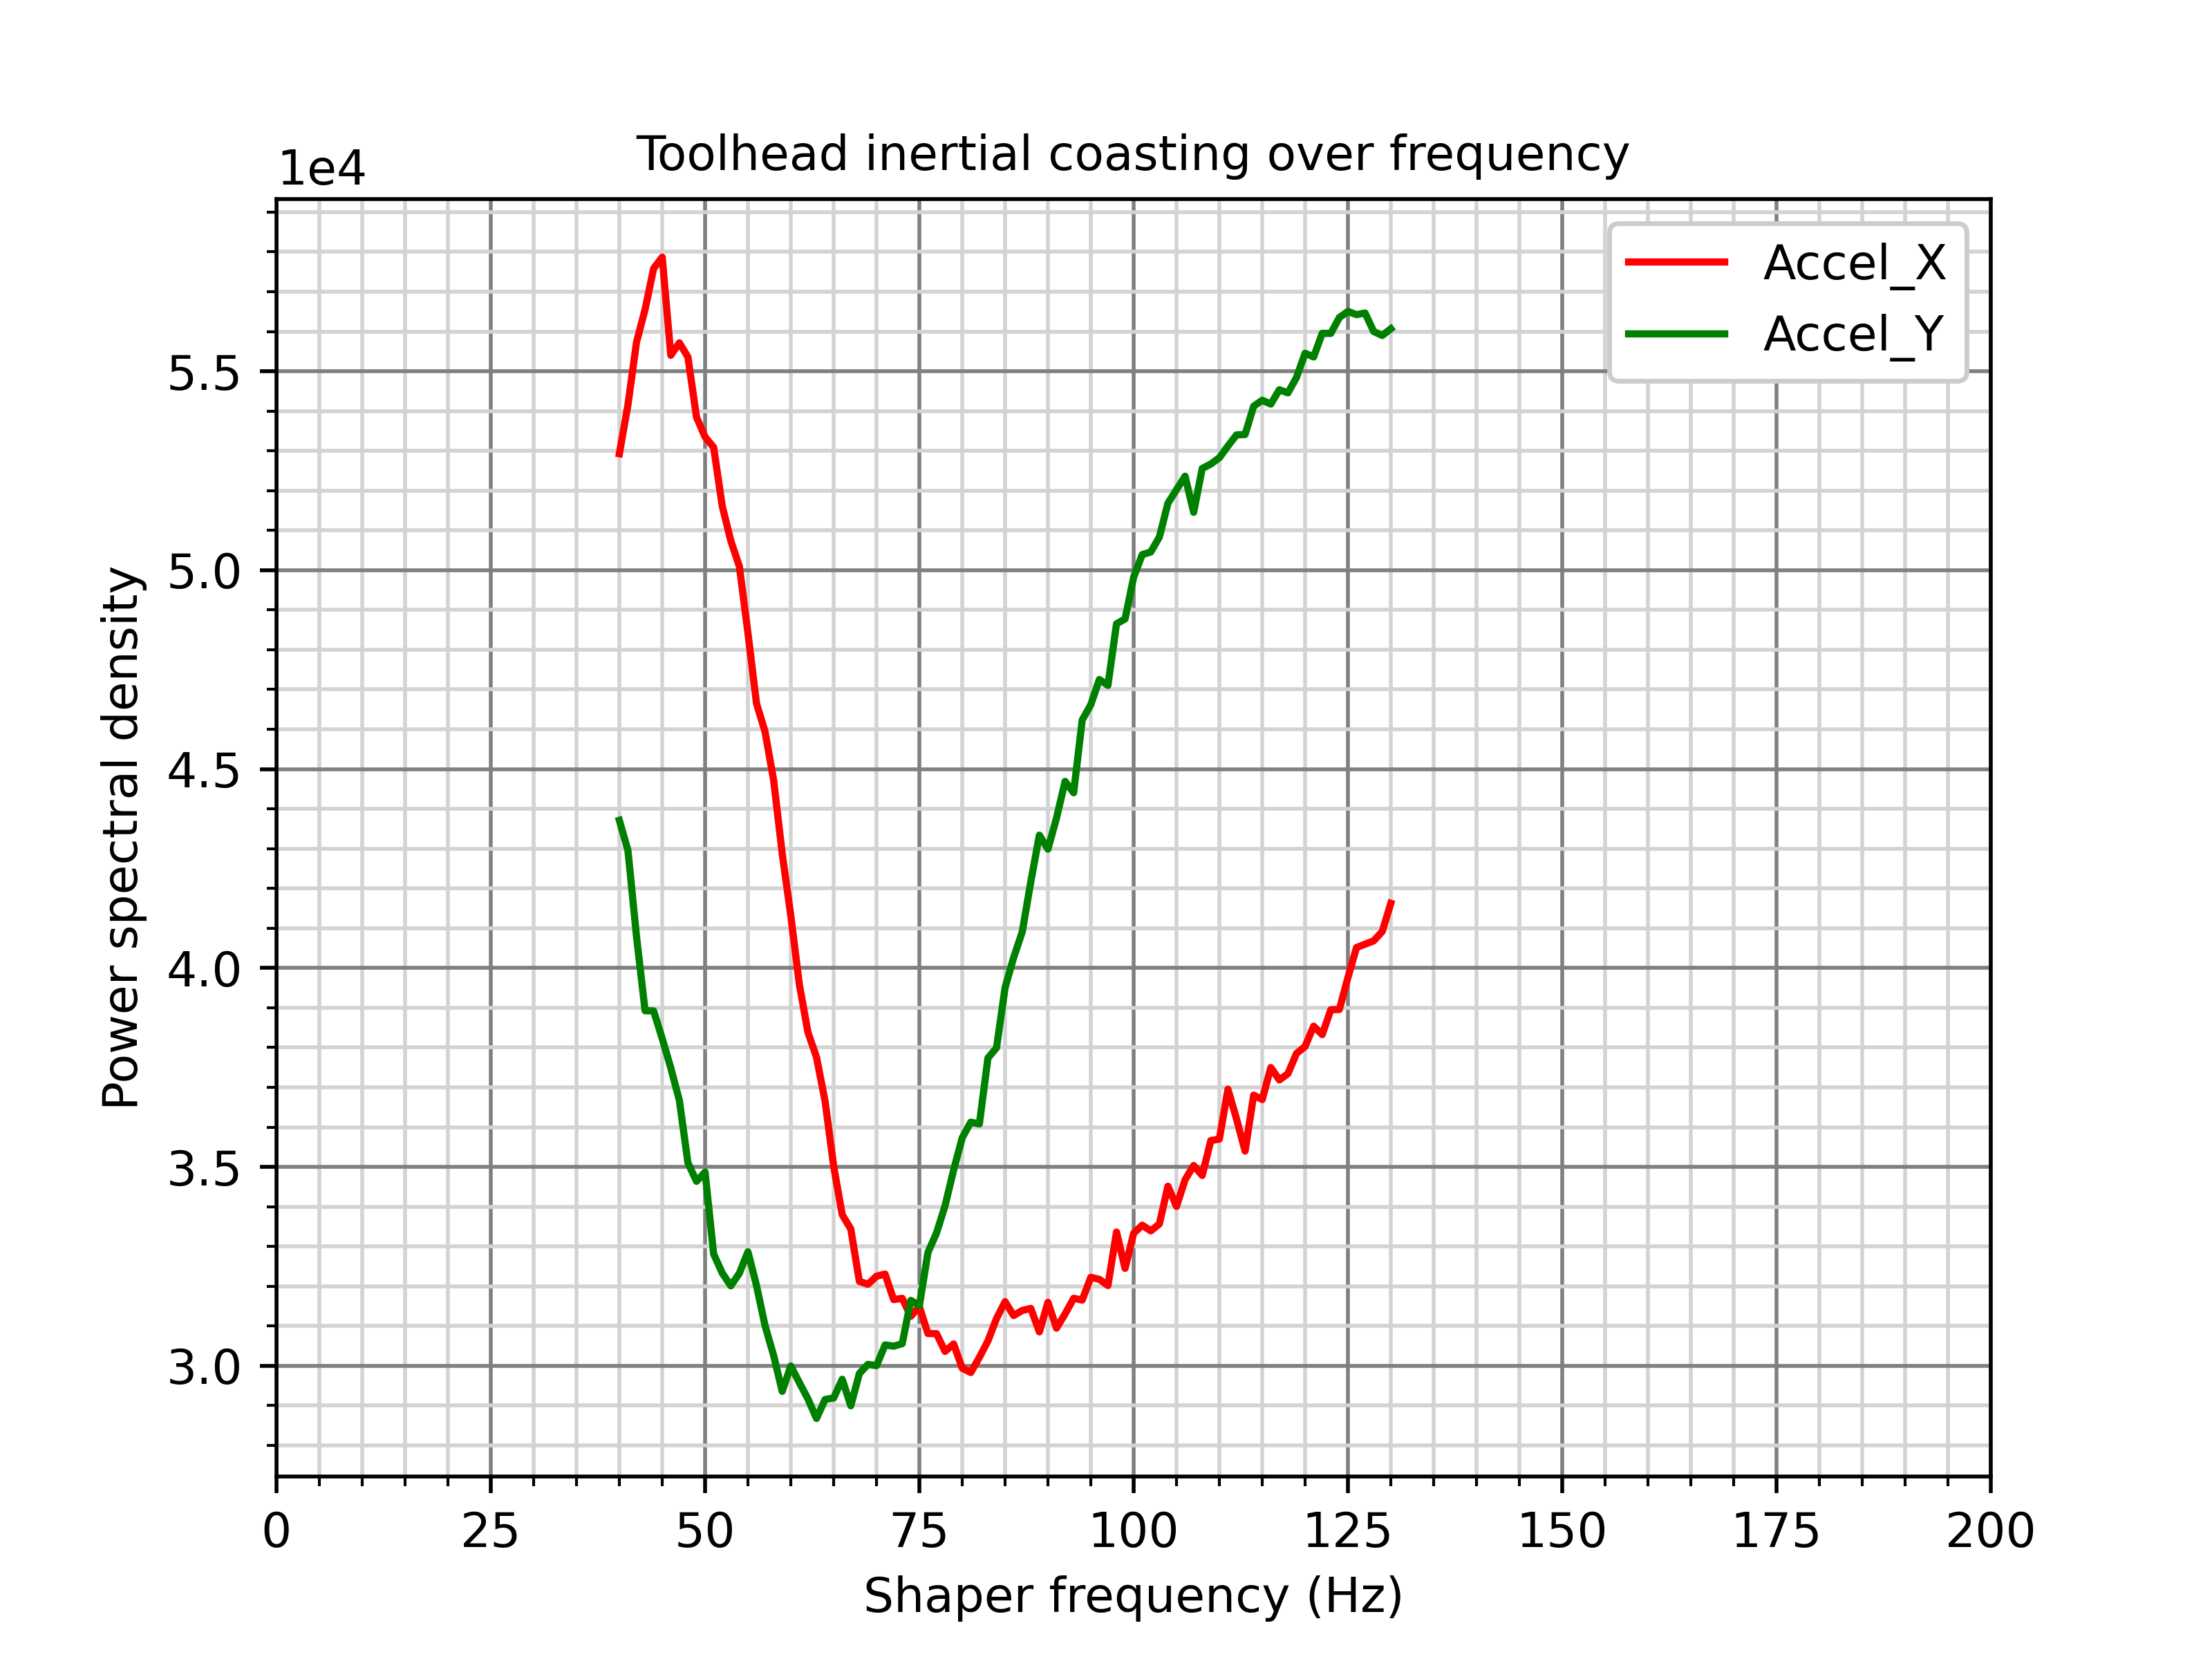 Toolhead inertial coasting over frequency
1e4
Accel_X
Accel_Y
5.5
5.0
4.5
4.0
3.5
3.0
Power spectral density
0 25 50 75 100 125 150 175 200
Shaper frequency (Hz)